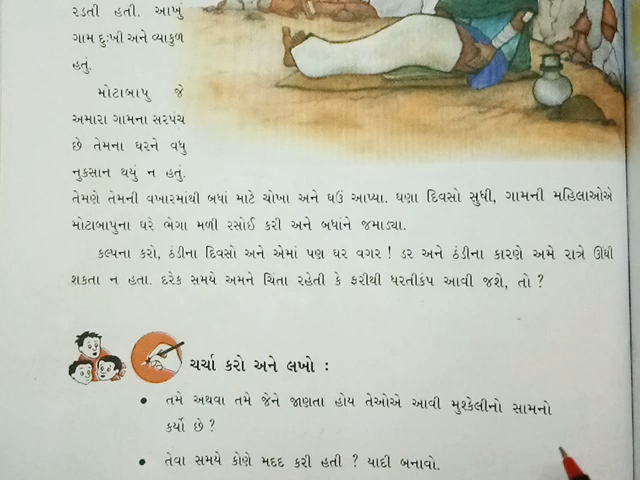 રડતી હતી. આખું
ગામ દુઃખી અને વ્યાકુળ
હતું.
મોટાબાપુ જે
અમારા ગામના સરપંચ
છે તેમના ઘરને વધુ
નુકસાન થયું ન હતું.
તેમણે તેમની વખારમાંથી બધાં માટે ચોખા અને ઘઉં આપ્યા. ઘણા દિવસો સુધી, ગામની મહિલાઓએ
મોટાબાપુના ઘરે ભેગા મળી રસોઈ કરી અને બધાંને જમાડ્યા.
કલ્પના કરો, ઠંડીના દિવસો અને એમાં પણ ઘર વગર ! ડર અને ઠંડીના કારણે અમે રાત્રે ઊંઘી
શકતા ન હતા. દરેક સમયે અમને ચિંતા રહેતી કે ફરીથી ધરતીકંપ આવી જશે, તો ?
ચર્ચા કરો અને લખો :
• તમે અથવા તમે જેને જાણતા હોય તેઓએ આવી મુશ્કેલીનો સામનો
કર્યો છે ?
• તેવા સમયે કોણે મદદ કરી હતી ? યાદી બનાવો.